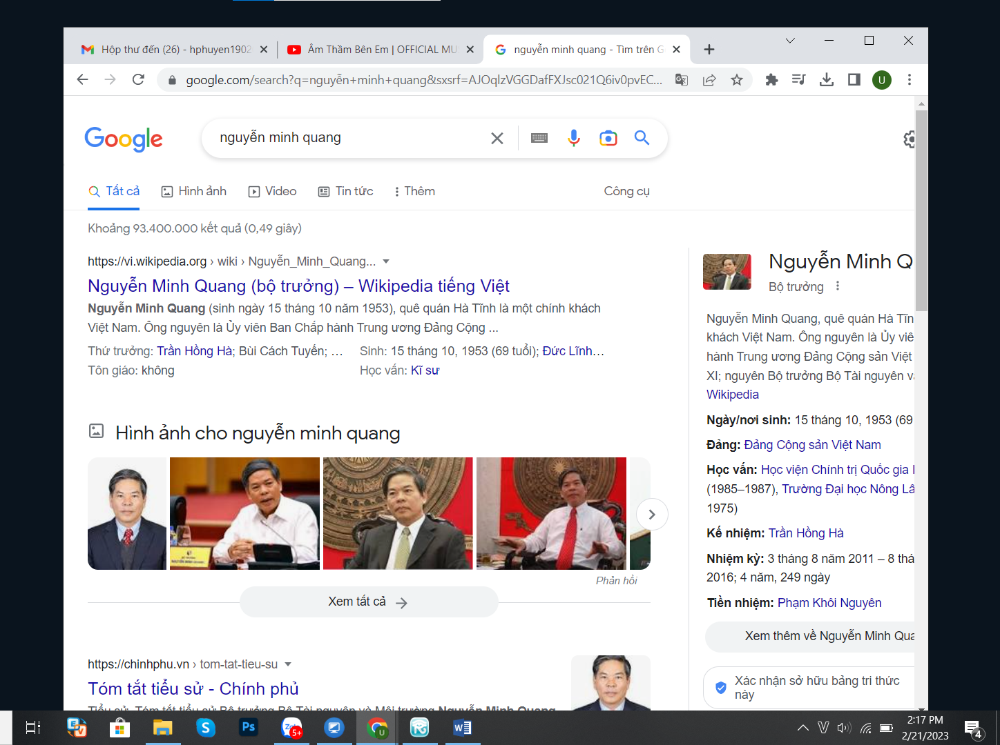 Hộp thư đến (26) - hphuyen1902
Âm Thầm Bên Em | OFFICIAL MU
nguyễn minh quang - Tìm trên G
google.com/search?q=nguyễn+minh+quang&sxsrf=AJOqlzVGGDafFXJsc021Q6iv0pvEC...
U
Google
nguyễn minh quang
Tất cả
Hình ảnh
Video
Tin tức
Thêm
Công cụ
Khoảng 93.400.000 kết quả (0,49 giây)
https://vi.wikipedia.org › wiki › Nguyễn_Minh_Quang...
Nguyễn Minh Quang (bộ trưởng) – Wikipedia tiếng Việt
Nguyễn Minh Quang (sinh ngày 15 tháng 10 năm 1953), quê quán Hà Tĩnh là một chính khách
Việt Nam. Ông nguyên là Ủy viên Ban Chấp hành Trung ương Đảng Cộng ...
Thứ trưởng: Trần Hồng Hà; Bùi Cách Tuyến; ...
Sinh: 15 tháng 10, 1953 (69 tuổi); Đức Lĩnh...
Tôn giáo: không
Học vấn: Kĩ sư
Hình ảnh cho nguyễn minh quang
Phản hồi
Xem tất cả
https://chinhphu.vn › tom-tat-tieu-su
Tóm tắt tiểu sử - Chính phủ
Tiểu sử. Tóm tắt tiểu sử Bộ trưởng Bộ Tài nguyên và Môi trường Nguyễn Minh Quang
Nguyễn Minh Q
Bộ trưởng
Nguyễn Minh Quang, quê quán Hà Tĩn
khách Việt Nam. Ông nguyên là Ủy viê
hành Trung ương Đảng Cộng sản Việt
XI; nguyên Bộ trưởng Bộ Tài nguyên và
Wikipedia
Ngày/nơi sinh: 15 tháng 10, 1953 (69
Đảng: Đảng Cộng sản Việt Nam
Học vấn: Học viện Chính trị Quốc gia
(1985–1987), Trường Đại học Nông Lâ
1975)
Kế nhiệm: Trần Hồng Hà
Nhiệm kỳ: 3 tháng 8 năm 2011 – 8 thá
2016; 4 năm, 249 ngày
Tiền nhiệm: Phạm Khôi Nguyên
Xem thêm về Nguyễn Minh Qua
Xác nhận sở hữu bảng tri thức
này
5+
2:17 PM
2/21/2023
4